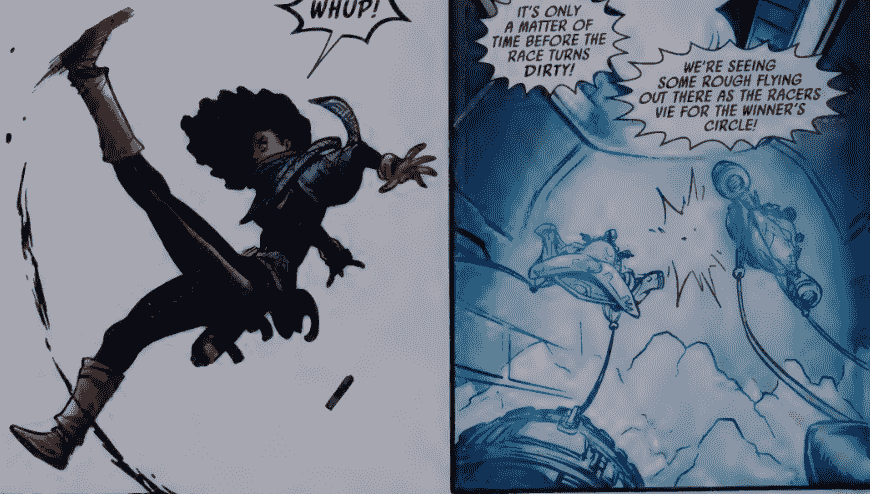 WHUP!
IT'S ONLY
A MATTER OF
TIME BEFORE THE
RACE TURNS
DIRTY!
WE'RE SEEING
SOME ROUGH FLYING
OUT THERE AS THE RACERS
VIE FOR THE WINNER'S
CIRCLE!